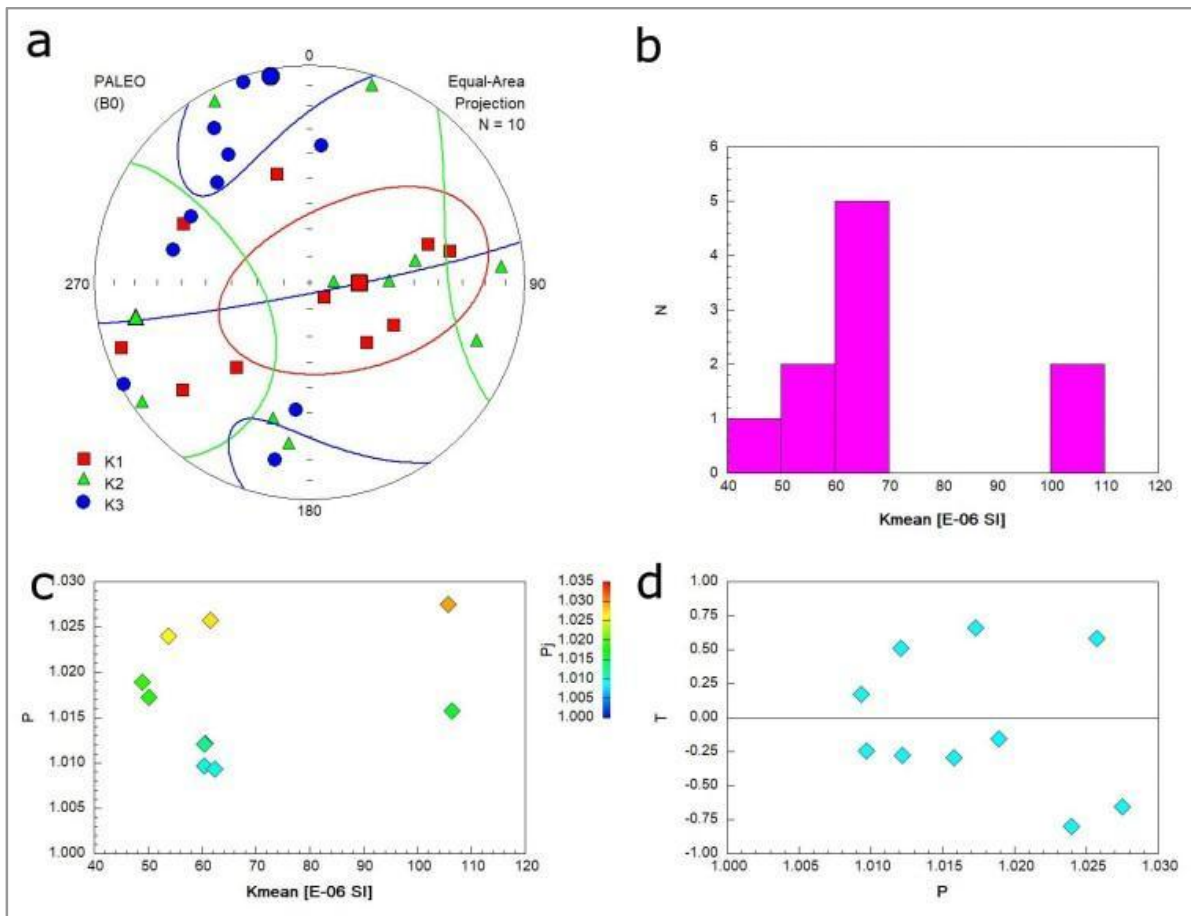 a
PALEO
(B0)
0
Equal-Area
Projection
N = 10
270
90
180
K1
K2
K3
b
6
5
4
3
2
1
0
N
40 50 60 70 80 90 100 110 120
Kmean [E-06 SI]
c
1.030
1.025
1.020
1.015
1.010
1.005
1.000
P
40 50 60 70 80 90 100 110 120
Kmean [E-06 SI]
Pj
1.035
1.030
1.025
1.020
1.015
1.010
1.005
1.000
d
1.00
0.75
0.50
0.25
0.00
-0.25
-0.50
-0.75
-1.00
T
1.000 1.005 1.010 1.015 1.020 1.025 1.030
P